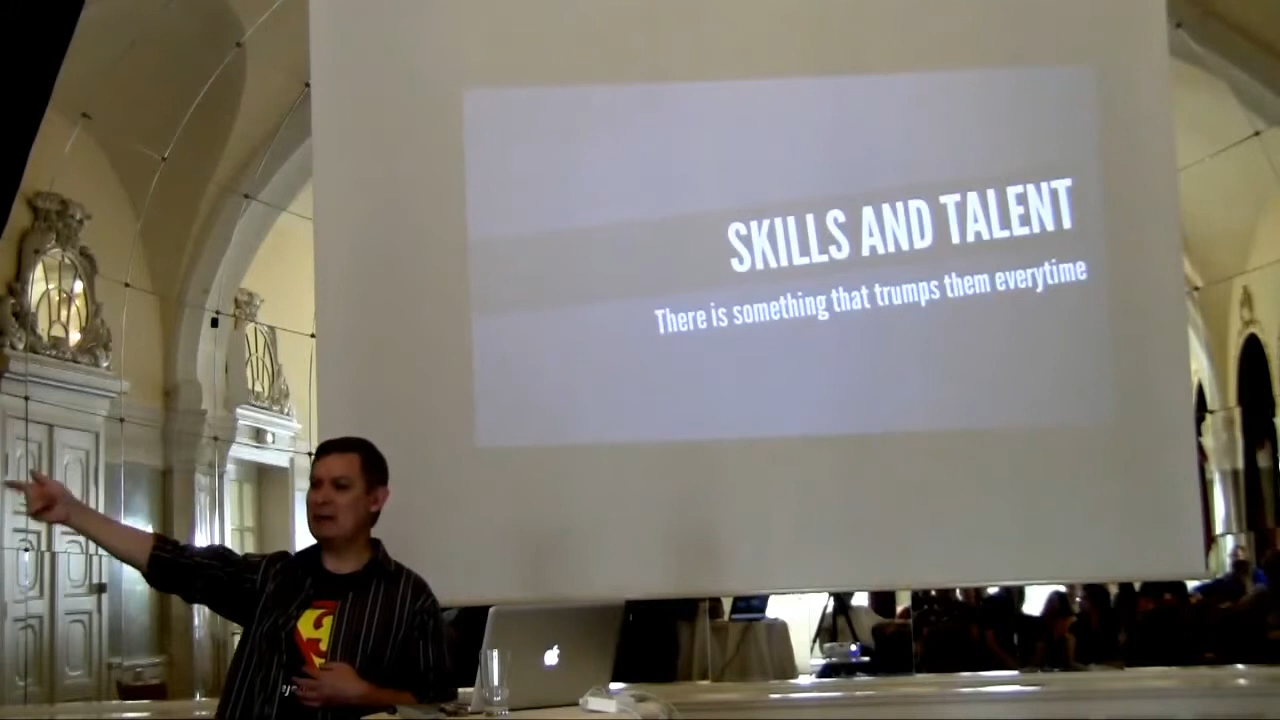 SKILLS AND TALENT
There is something that trumps them everytime